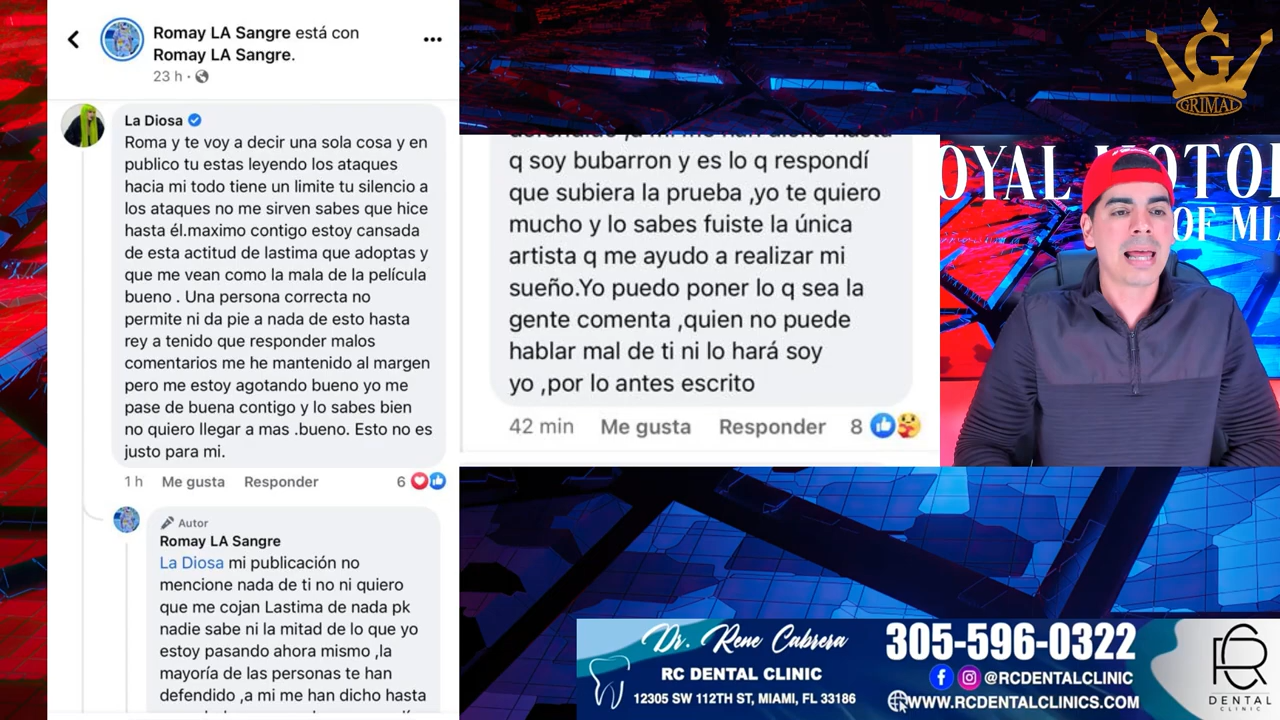 Romay LA Sangre está con
Romay LA Sangre.
23 h
La Diosa
Roma y te voy a decir una sola cosa y en
publico tu estas leyendo los ataques
hacia mi todo tiene un limite tu silencio a
los ataques no me sirven sabes que hice
hasta él.maximo contigo estoy cansada
de esta actitud de lastima que adoptas y
que me vean como la mala de la película
bueno . Una persona correcta no
permite ni da pie a nada de esto hasta
rey a tenido que responder malos
comentarios me he mantenido al margen
pero me estoy agotando bueno yo me
pase de buena contigo y lo sabes bien
no quiero llegar a mas .bueno. Esto no es
justo para mi.
1 h Me gusta Responder 6
Autor
Romay LA Sangre
La Diosa mi publicación no
mencione nada de ti no ni quiero
que me cojan Lastima de nada pk
nadie sabe ni la mitad de lo que yo
estoy pasando ahora mismo ,la
mayoría de las personas te han
defendido ,a mi me han dicho hasta
q soy bubarron y es lo q respondí
que subiera la prueba ,yo te quiero
mucho y lo sabes fuiste la única
artista q me ayudo a realizar mi
sueño.Yo puedo poner lo q sea la
gente comenta ,quien no puede
hablar mal de ti ni lo hará soy
yo ,por lo antes escrito
42 min Me gusta Responder 8
G
GRIMAL
OYAL MOTO
OF MI
Dr. Rene Cabrera
RC DENTAL CLINIC
12305 SW 112TH ST, MIAMI, FL 33186
305-596-0322
@RCDENTALCLINIC
WWW.RCDENTALCLINICS.COM
RC
DENTAL
CLINIC